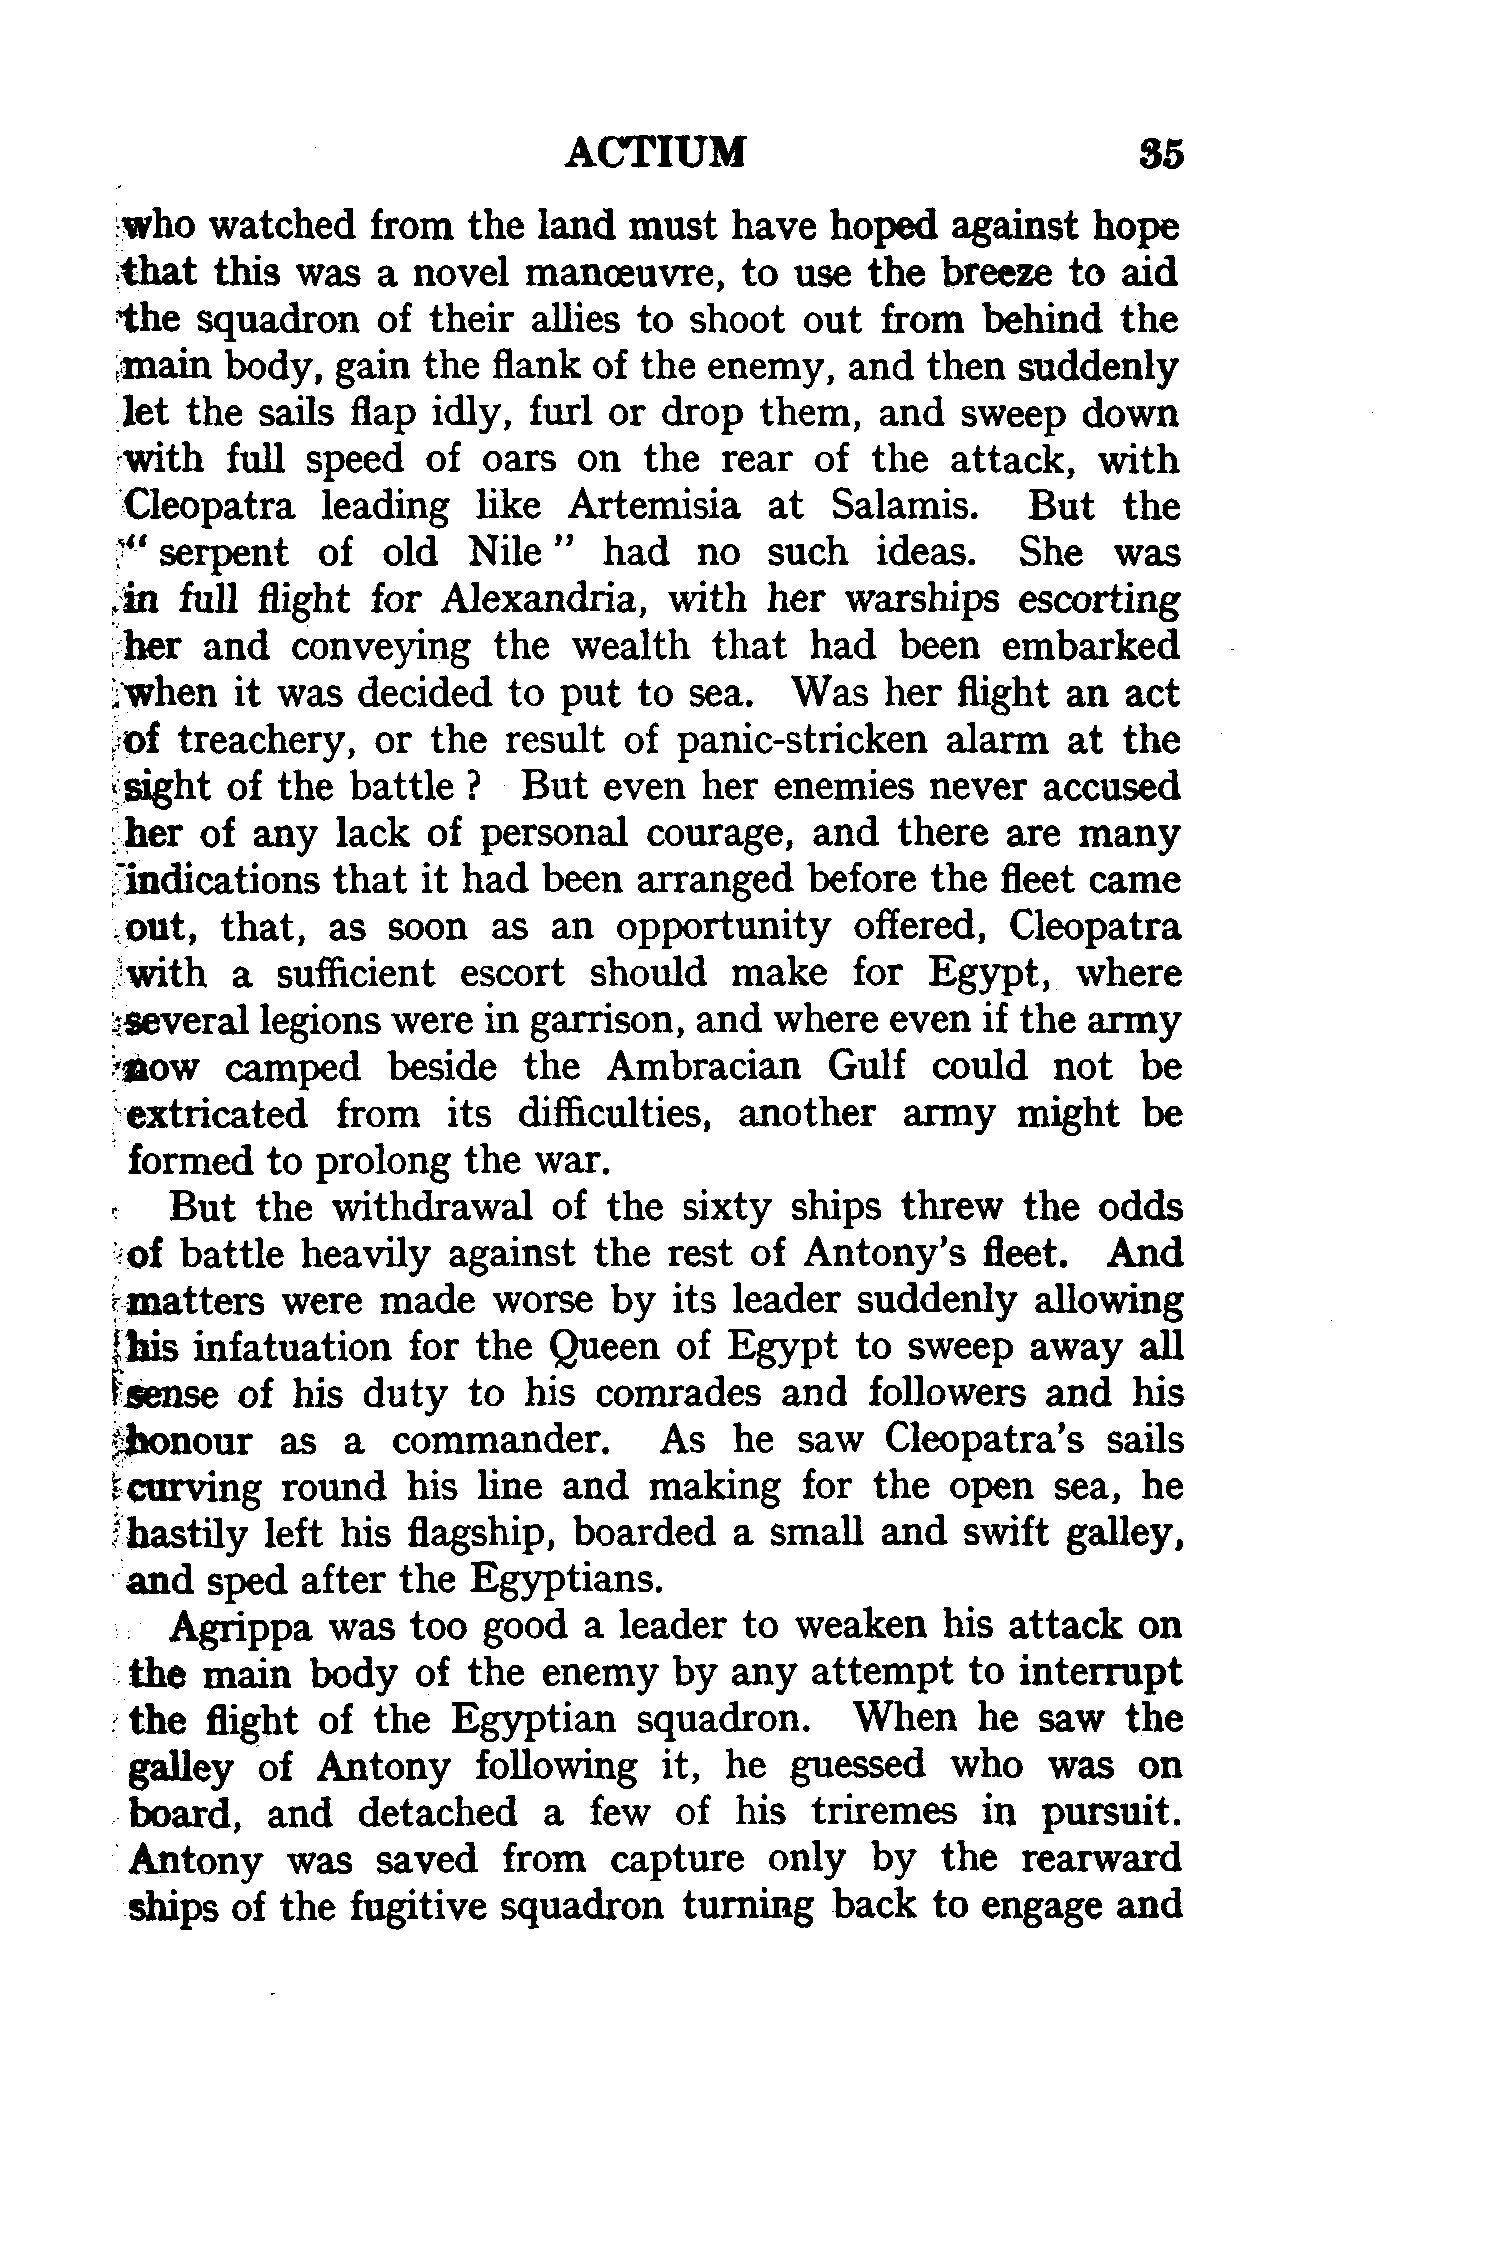 ACTIUM 35
who watched from the land must have hoped against hope
that this was a novel manœuvre, to use the breeze to aid
the squadron of their allies to shoot out from behind the
main body, gain the flank of the enemy, and then suddenly
let the sails flap idly, furl or drop them, and sweep down
with full speed of oars on the rear of the attack, with
Cleopatra leading like Artemisia at Salamis. But the
“ serpent of old Nile ” had no such ideas. She was
in full flight for Alexandria, with her warships escorting
her and conveying the wealth that had been embarked
when it was decided to put to sea. Was her flight an act
of treachery, or the result of panic-stricken alarm at the
sight of the battle ? But even her enemies never accused
her of any lack of personal courage, and there are many
indications that it had been arranged before the fleet came
out, that, as soon as an opportunity offered, Cleopatra
with a sufficient escort should make for Egypt, where
several legions were in garrison, and where even if the army
now camped beside the Ambracian Gulf could not be
extricated from its difficulties, another army might be
formed to prolong the war.
But the withdrawal of the sixty ships threw the odds
of battle heavily against the rest of Antony's fleet. And
matters were made worse by its leader suddenly allowing
his infatuation for the Queen of Egypt to sweep away all
sense of his duty to his comrades and followers and his
honour as a commander. As he saw Cleopatra's sails
curving round his line and making for the open sea, he
hastily left his flagship, boarded a small and swift galley,
and sped after the Egyptians.
Agrippa was too good a leader to weaken his attack on
the main body of the enemy by any attempt to interrupt
the flight of the Egyptian squadron. When he saw the
galley of Antony following it, he guessed who was on
board, and detached a few of his triremes in pursuit.
Antony was saved from capture only by the rearward
ships of the fugitive squadron turning back to engage and